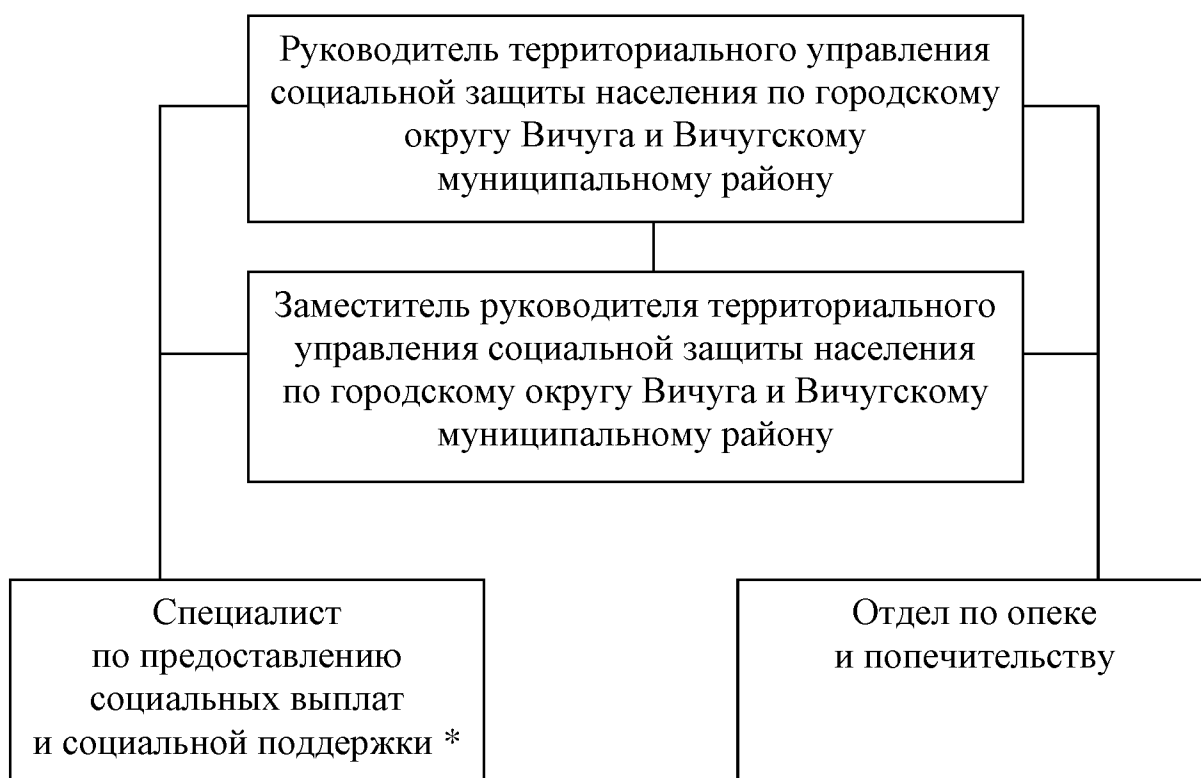 Руководитель территориального управления
социальной защиты населения по городскому
округу Вичуга и Вичугскому
муниципальному району
Заместитель руководителя территориального
управления социальной защиты населения
по городскому округу Вичуга и Вичугскому
муниципальному району
Специалист
по предоставлению
социальных выплат
и социальной поддержки *
Отдел по опеке
и попечительству